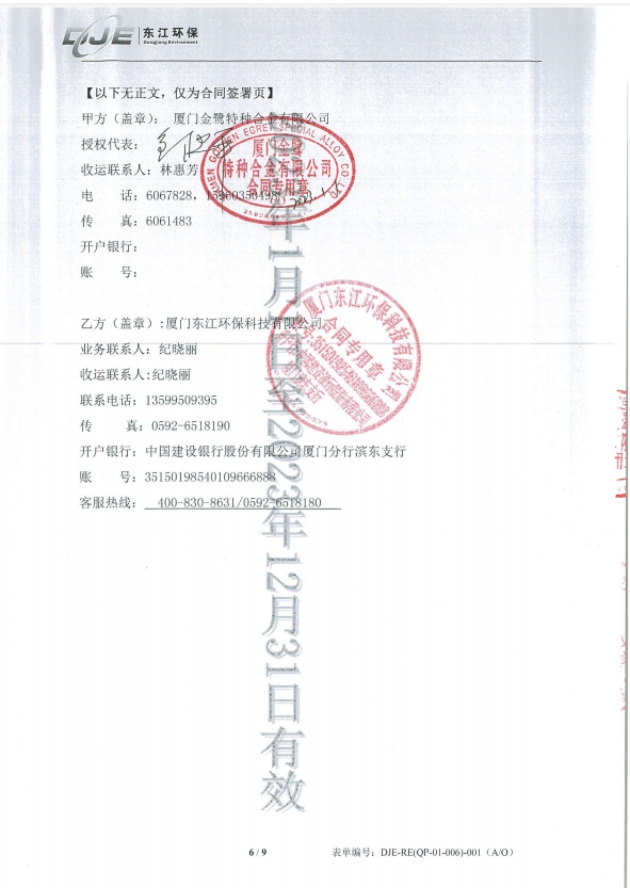 DJE 东江环保
Dongjiang Environment
【以下无正文，仅为合同签署页】
甲方（盖章）： 厦门金鹭特种合金有限公司
授权代表：
收运联系人：林惠芳
电 话：6067828，
传 真：6061483
开户银行：
账 号：
乙方（盖章）:厦门东江环保科技有限公司
业务联系人：纪晓丽
收运联系人:纪晓丽
联系电话：13599509395
传 真：0592-6518190
开户银行：中国建设银行股份有限公司厦门分行滨东支行
账 号：35150198540109666888
客服热线： 400-830-8631/0592-6518180
EGRET SPECIAL ALLOY CO LTD
厦门金鹭
特种合金有限公司
合同专用章
厦门东江环保科技有限公司
合同专用章
年1月1日至2023年12月31日有效
6 / 9
表单编号：DJE-RE(QP-01-006)-001（A/O）